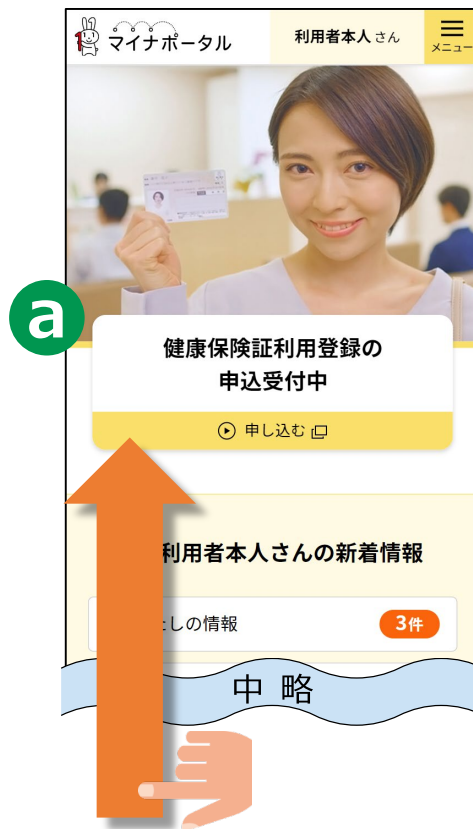 マイナポータル
利用者本人さん
メニュー
a
健康保険証利用登録の
申込受付中
申し込む
利用者本人さんの新着情報
しの情報
3件
中略